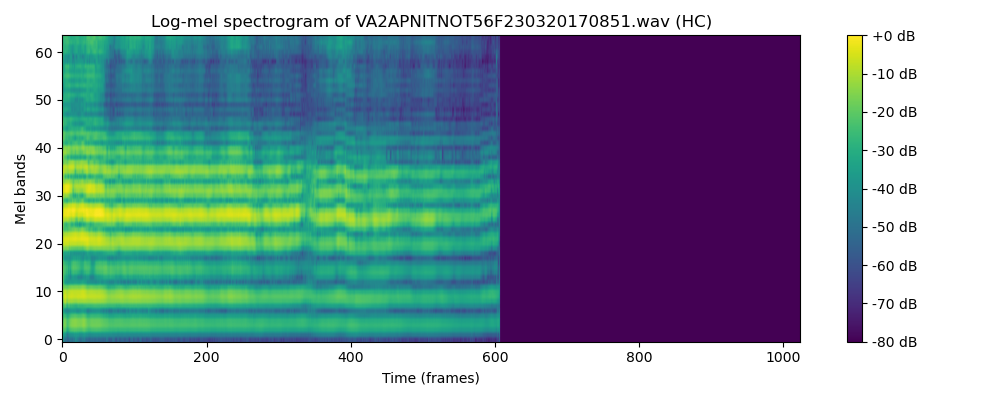 Log-mel spectrogram of VA2APNITNOT56F230320170851.wav (HC)
Mel bands
60
50
40
30
20
10
0
0 200 400 600 800 1000
Time (frames)
+0 dB
-10 dB
-20 dB
-30 dB
-40 dB
-50 dB
-60 dB
-70 dB
-80 dB